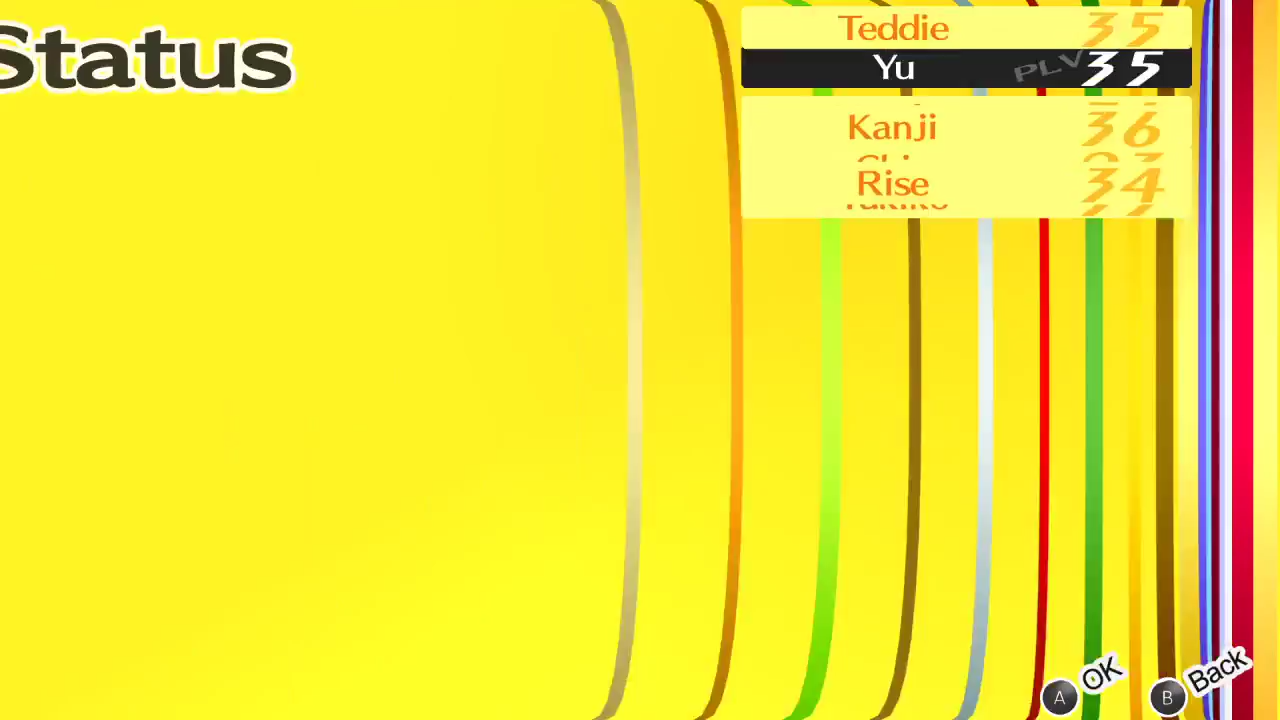 Status
Teddie 35
Yu PLV 35
Kanji 36
Rise 34
A OK B Back